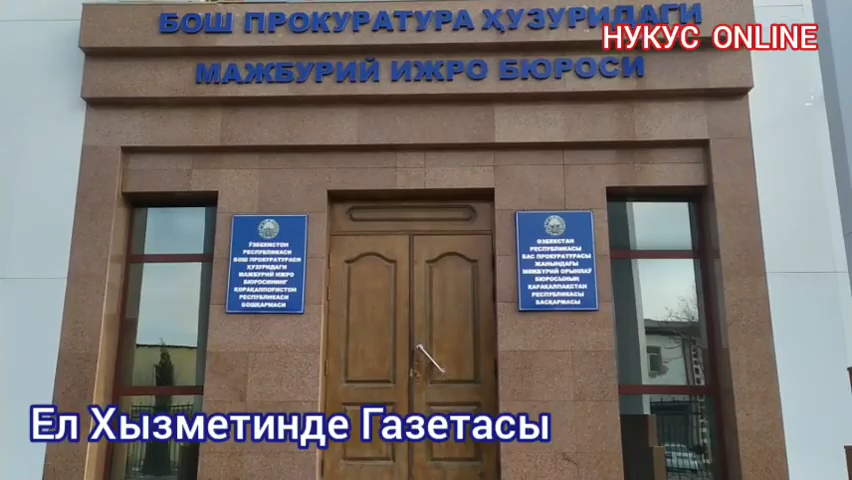 БОШ ПРОКУРАТУРА ҲУЗУРИДАГИ
НУКУС ONLINE
МАЖБУРИЙ ИЖРО БЮРОСИ
ЎЗБЕКИСТОН
РЕСПУБЛИКАСИ
БОШ ПРОКУРАТУРАСИ
ҲУЗУРИДАГИ
МАЖБУРИЙ ИЖРО
БЮРОСИНИНГ
ҚОРАҚАЛПОҒИСТОН
РЕСПУБЛИКАСИ
БОШҚАРМАСИ
ӨЗБЕКСТАН
РЕСПУБЛИКАСЫ
БАС ПРОКУРАТУРАСЫ
ЖАНЫНДАҒЫ
МӘЖБҮРИЙ ОРЫНЛАЎ
БЮРОСЫНЫҢ
ҚАРАҚАЛПАҚСТАН
РЕСПУБЛИКАСЫ
БАСҚАРМАСЫ
Ел Хызметинде Газетасы